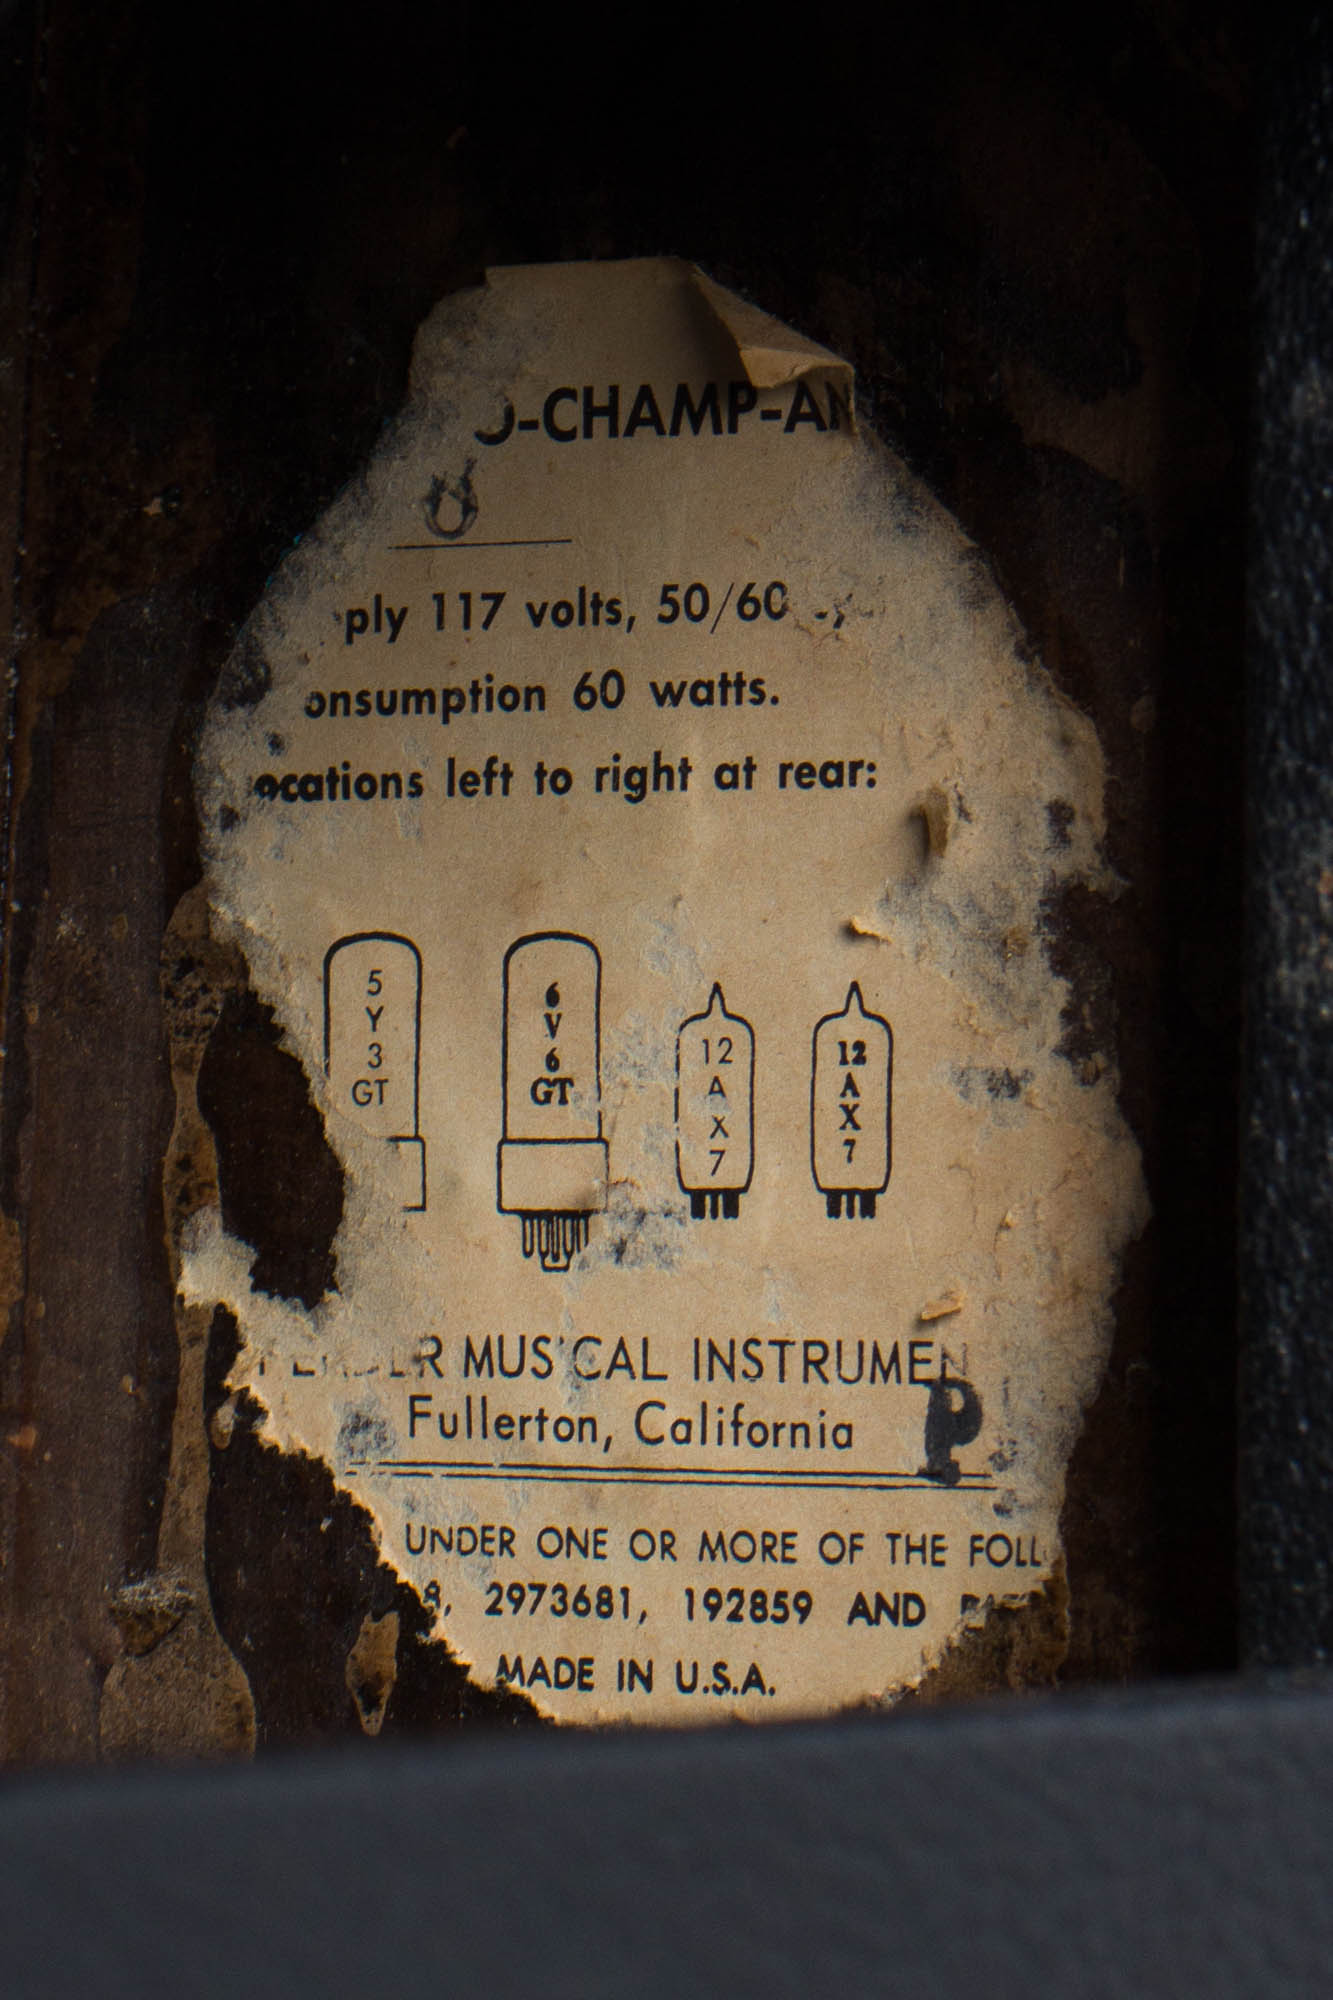 O-CHAMP-AM
ply 117 volts, 50/60
onsumption 60 watts.
ocations left to right at rear:
5
Y
3
GT
6
V
6
GT
12
A
X
7
12
A
X
7
FENDER MUSICAL INSTRUMEN
Fullerton, California
P
UNDER ONE OR MORE OF THE FOLL
8, 2973681, 192859 AND
MADE IN U.S.A.